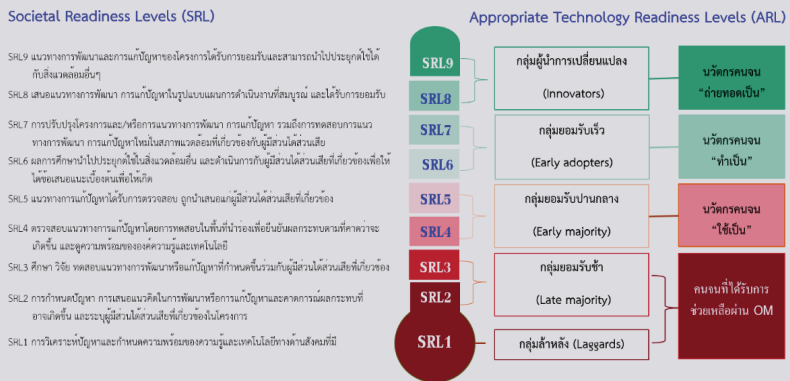 Societal Readiness Levels (SRL)
Appropriate Technology Readiness Levels (ARL)
SRL9 แนวทางการพัฒนาและการแก้ปัญหาของโครงการได้รับการยอมรับและสามารถนำไปประยุกต์ใช้ได้
กับสิ่งแวดล้อมอื่นๆ
SRL8 เสนอแนวทางการพัฒนา การแก้ปัญหาในรูปแบบแผนการดำเนินงานที่สมบูรณ์ และได้รับการยอมรับ
SRL7 การปรับปรุงโครงการและ/หรือการแนวทางการพัฒนา การแก้ปัญหา รวมถึงการทดสอบการแนว
ทางการพัฒนา การแก้ปัญหาใหม่ในสภาพแวดล้อมที่เกี่ยวข้องกับผู้มีส่วนได้ส่วนเสีย
SRL6 ผลการศึกษานำไปประยุกต์ใช้ในสิ่งแวดล้อมอื่น และดำเนินการกับผู้มีส่วนได้ส่วนเสียที่เกี่ยวข้องเพื่อให้
ได้ข้อเสนอแนะเบื้องต้นเพื่อให้เกิด
SRL5 แนวทางการแก้ปัญหาได้รับการตรวจสอบ ถูกนำเสนอแก่ผู้มีส่วนได้ส่วนเสียที่เกี่ยวข้อง
SRL4 ตรวจสอบแนวทางการแก้ปัญหาโดยการทดสอบในพื้นที่นำร่องเพื่อยืนยันผลกระทบตามที่คาดว่าจะ
เกิดขึ้น และดูความพร้อมขององค์ความรู้และเทคโนโลยี
SRL3 ศึกษา วิจัย ทดสอบแนวทางการพัฒนาหรือแก้ปัญหาที่กำหนดขึ้นร่วมกับผู้มีส่วนได้ส่วนเสียที่เกี่ยวข้อง
SRL2 การกำหนดปัญหา การเสนอแนวคิดในการพัฒนาหรือการแก้ปัญหาและคาดการณ์ผลกระทบที่
อาจเกิดขึ้น และระบุผู้มีส่วนได้ส่วนเสียที่เกี่ยวข้องในโครงการ
SRL1 การวิเคราะห์ปัญหาและกำหนดความพร้อมของความรู้และเทคโนโลยีทางด้านสังคมที่มี
SRL9
SRL8
SRL7
SRL6
SRL5
SRL4
SRL3
SRL2
SRL1
กลุ่มผู้นำการเปลี่ยนแปลง
(Innovators)
กลุ่มยอมรับเร็ว
(Early adopters)
กลุ่มยอมรับปานกลาง
(Early majority)
กลุ่มยอมรับช้า
(Late majority)
กลุ่มล้าหลัง (Laggards)
นวัตกรคนจน
“ถ่ายทอดเป็น”
นวัตกรคนจน
“ทำเป็น”
นวัตกรคนจน
“ใช้เป็น”
คนจนที่ได้รับการ
ช่วยเหลือผ่าน OM